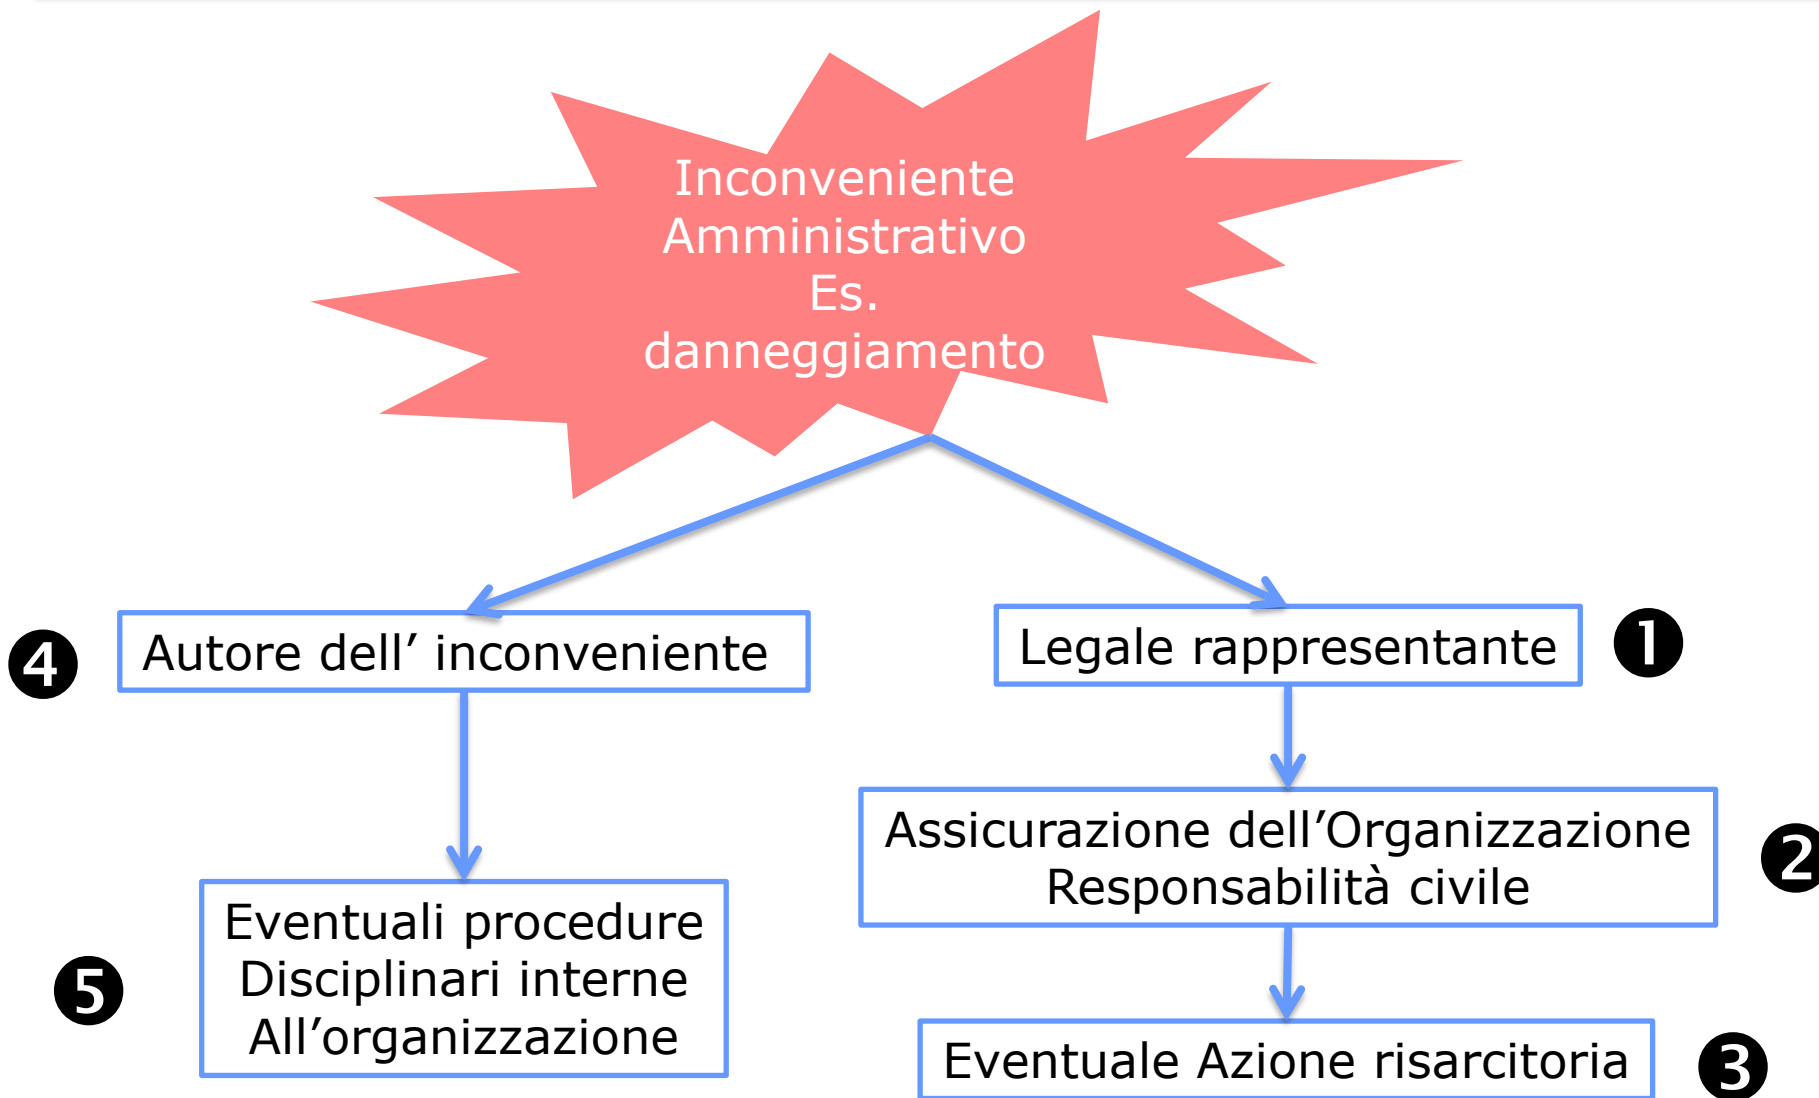 Inconveniente
Amministrativo
Es.
danneggiamento
4
Autore dell’ inconveniente
Legale rappresentante
1
Assicurazione dell’Organizzazione
Responsabilità civile
2
5
Eventuali procedure
Disciplinari interne
All’organizzazione
Eventuale Azione risarcitoria
3